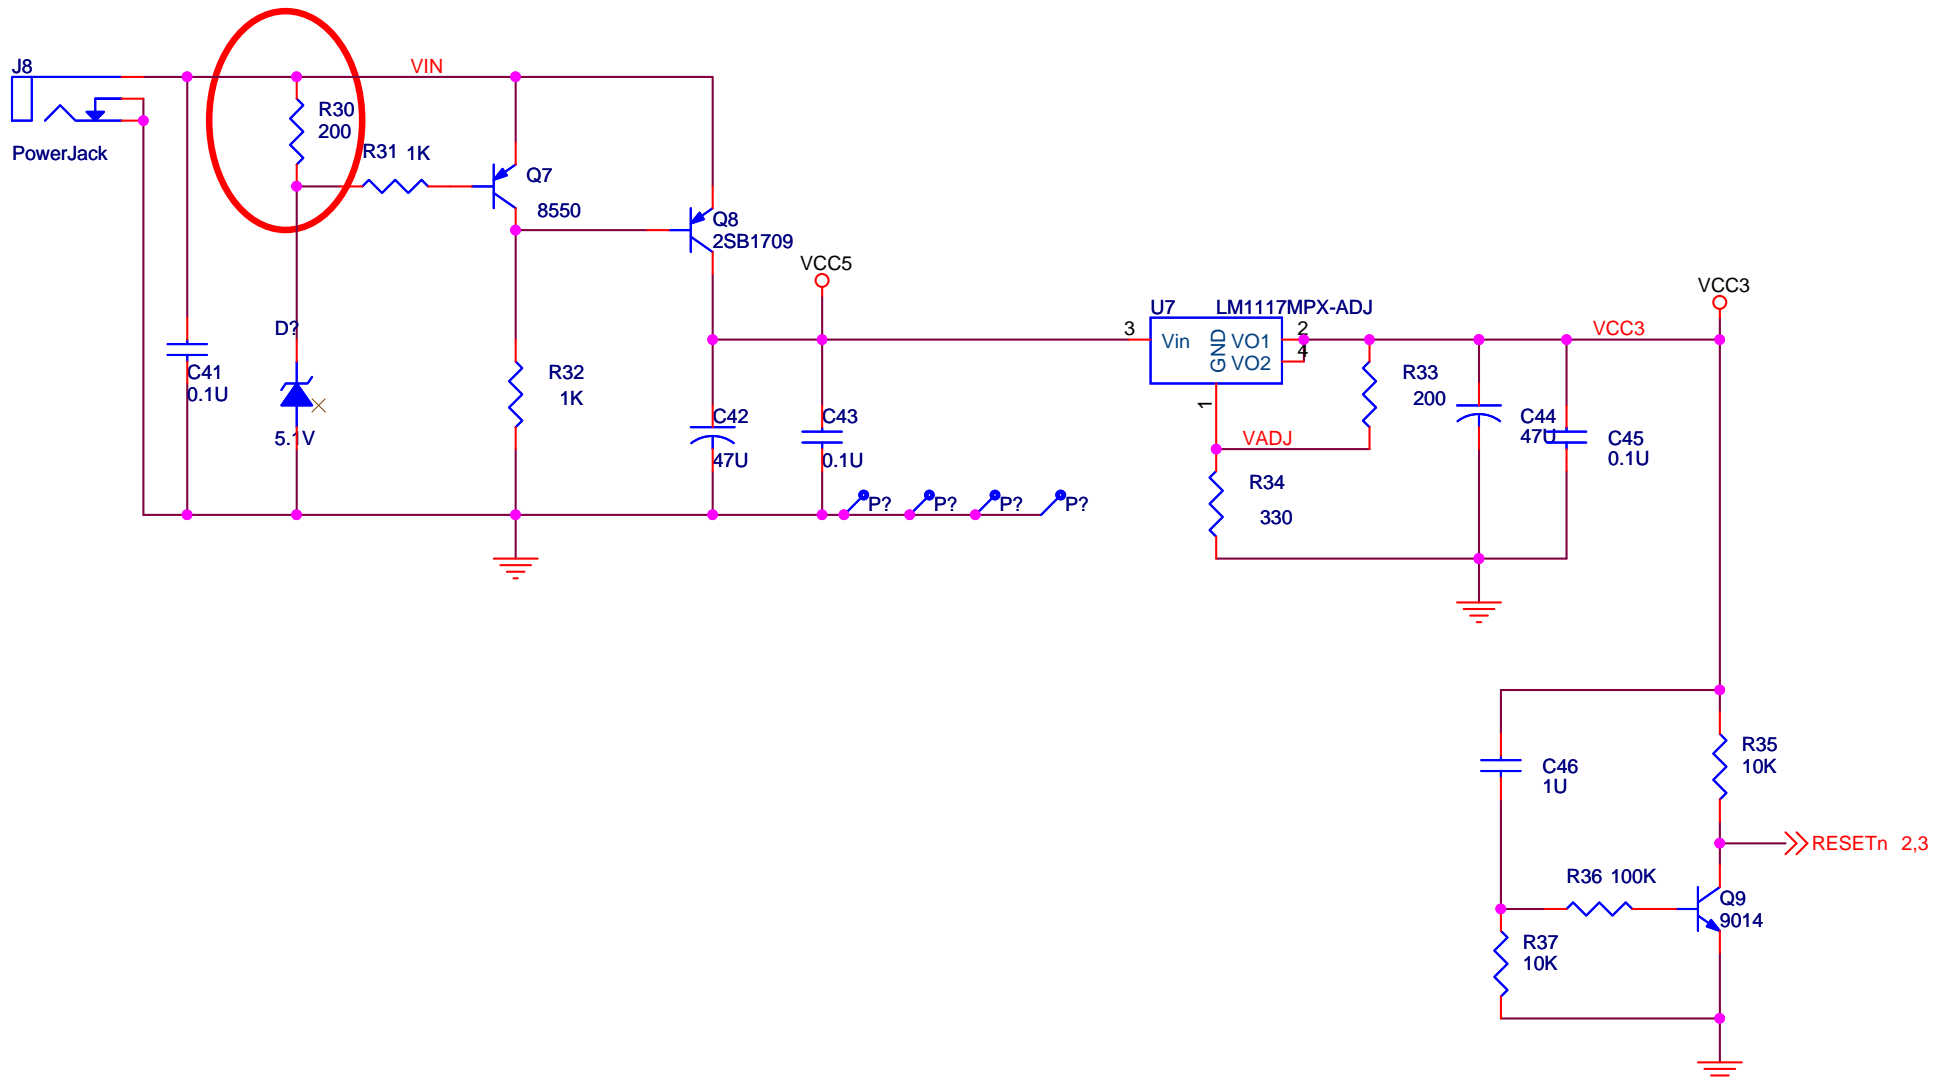 J8
PowerJack
VIN
R30
200
R31 1K
Q7
8550
Q8
2SB1709
VCC5
D?
5.1V
C41
0.1U
R32
1K
C42
47U
C43
0.1U
P?
P?
P?
P?
U7 LM1117MPX-ADJ
3
Vin
GND
VO1
VO2
2
4
1
VADJ
R33
200
R34
330
C44
47U
C45
0.1U
VCC3
VCC3
C46
1U
R35
10K
RESETn 2,3
R36 100K
Q9
9014
R37
10K